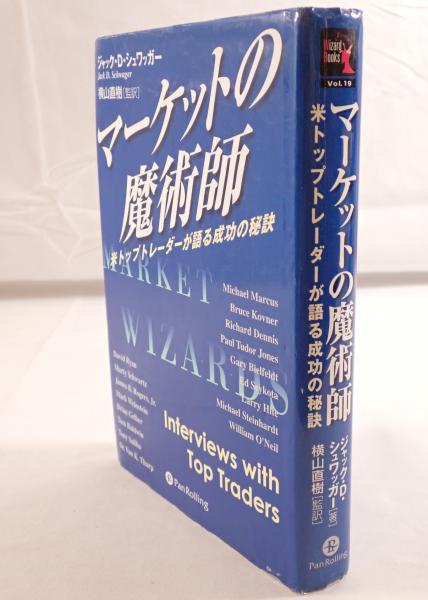 ジャック・D・シュワッガー
Jack D. Schwager
横山直樹[監訳]
マーケットの
魔術師
米トップトレーダーが語る成功の秘訣
MARKET
WIZARDS
Michael Marcus
Bruce Kovner
Richard Dennis
Paul Tudor Jones
Gary Bielfeldt
Ed Seykota
Larry Hite
Michael Steinhardt
William O'Neil
David Ryan
Marty Schwartz
James B. Rogers, Jr.
Mark Weinstein
Brian Gelber
Tom Baldwin
Tony Saliba
Dr. Van K. Tharp
Interviews with
Top Traders
PanRolling
Wizard
Books
Vol.19
マーケットの魔術師
米トップトレーダーが語る成功の秘訣
ジャック・D・
シュワッガー[著]
横山直樹[監訳]
PanRolling